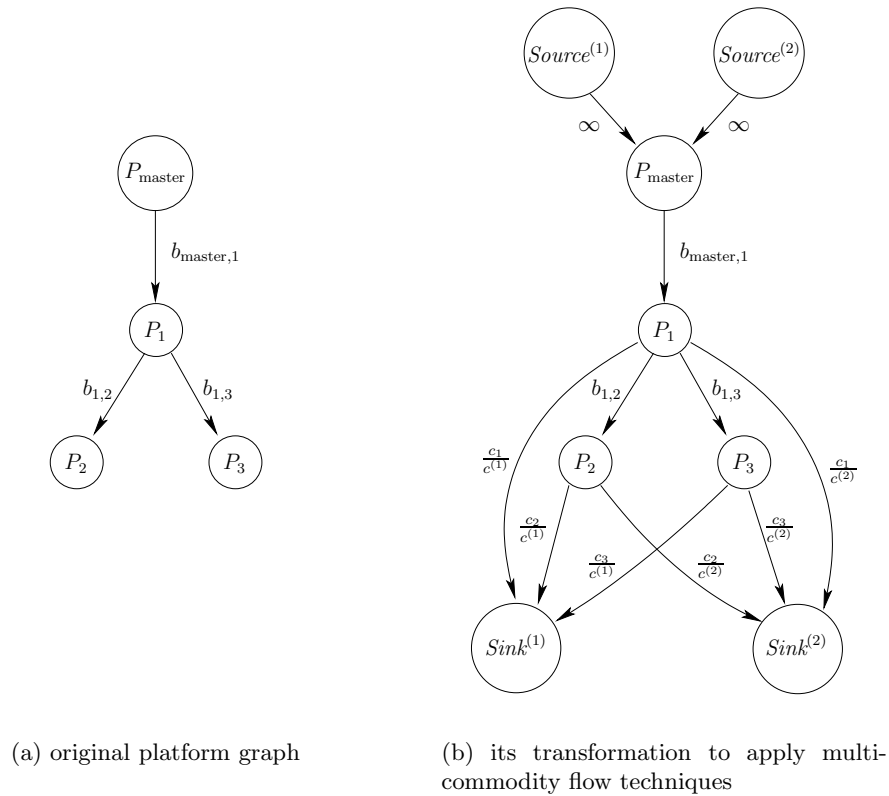 Source^(1)
Source^(2)
∞
∞
P_master
P_master
b_master,1
b_master,1
P_1
P_1
b_1,2
b_1,3
b_1,2
b_1,3
P_2
P_3
P_2
P_3
c_1/c^(1)
c_1/c^(2)
c_2/c^(1)
c_3/c^(1)
c_2/c^(2)
c_3/c^(2)
Sink^(1)
Sink^(2)
(a) original platform graph
(b) its transformation to apply multi-
commodity flow techniques